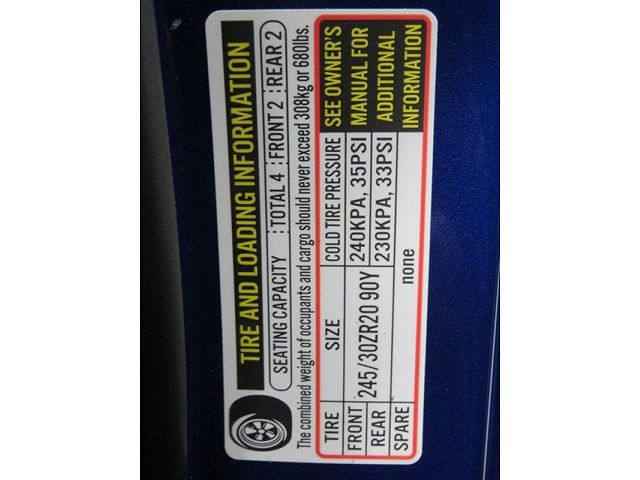 TIRE AND LOADING INFORMATION
SEATING CAPACITY TOTAL 4 FRONT 2 REAR 2
The combined weight of occupants and cargo should never exceed 308kg or 680lbs.
TIRE SIZE COLD TIRE PRESSURE
FRONT 245/30ZR20 90Y 240KPA, 35PSI
REAR 230KPA, 33PSI
SPARE none
SEE OWNER'S
MANUAL FOR
ADDITIONAL
INFORMATION